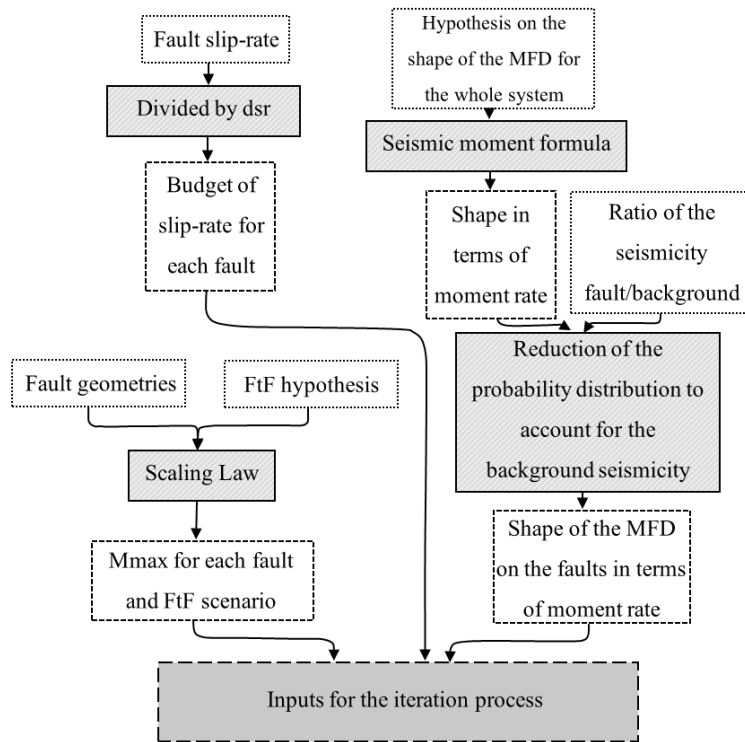 Fault slip-rate
Divided by dsr
Budget of
slip-rate for
each fault
Hypothesis on the
shape of the MFD for
the whole system
Seismic moment formula
Shape in
terms of
moment rate
Ratio of the
seismicity
fault/background
Reduction of the
probability distribution to
account for the
background seismicity
Fault geometries
FtF hypothesis
Scaling Law
Mmax for each fault
and FtF scenario
Shape of the MFD
on the faults in terms
of moment rate
Inputs for the iteration process